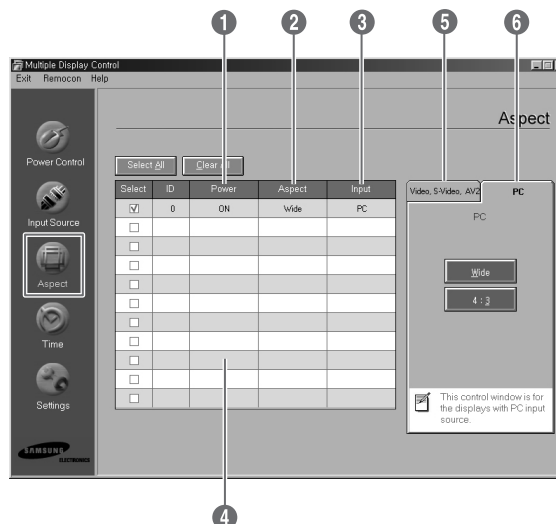 1 2 3 5 6
Multiple Display Control
Exit Remocon Help
Aspect
Power Control
Input Source
Aspect
Time
Settings
SAMSUNG
ELECTRONICS
Select All Clear All
Select ID Power Aspect Input
0 ON Wide PC
Video, S-Video, AV2 PC
PC
Wide
4 : 3
This control window is for
the displays with PC input
source.
4